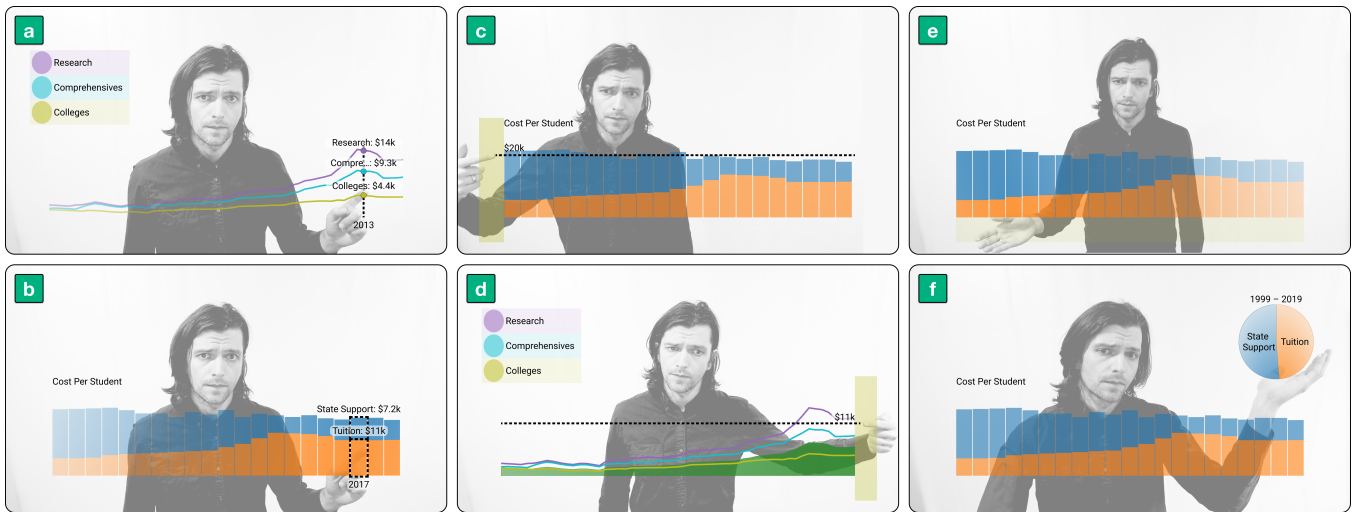 a
Research
Comprehensives
Colleges
Research: $14k
Compre...: $9.3k
Colleges: $4.4k
2013
c
Cost Per Student
$20k
e
Cost Per Student
b
Cost Per Student
State Support: $7.2k
Tuition: $11k
2017
d
Research
Comprehensives
Colleges
$11k
f
1999 – 2019
State
Support
Tuition
Cost Per Student